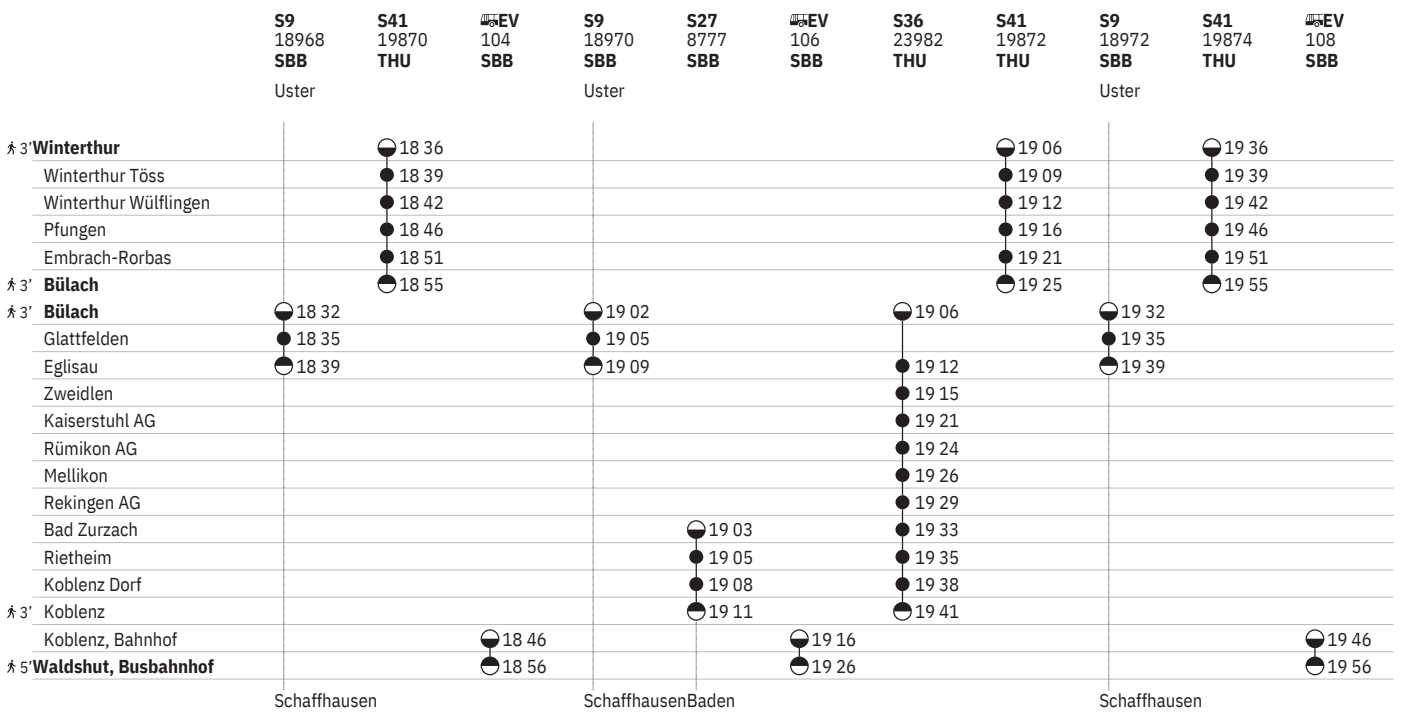 S9 S41 EV S9 S27 EV S36 S41 S9 S41 EV
18968 19870 104 18970 8777 106 23982 19872 18972 19874 108
SBB THU SBB SBB SBB SBB THU THU SBB THU SBB
Uster Uster Uster
3' Winterthur 18 36 19 06 19 36
Winterthur Töss 18 39 19 09 19 39
Winterthur Wülflingen 18 42 19 12 19 42
Pfungen 18 46 19 16 19 46
Embrach-Rorbas 18 51 19 21 19 51
3' Bülach 18 55 19 25 19 55
3' Bülach 18 32 19 02 19 06 19 32
Glattfelden 18 35 19 05 19 35
Eglisau 18 39 19 09 19 12 19 39
Zweidlen 19 15
Kaiserstuhl AG 19 21
Rümikon AG 19 24
Mellikon 19 26
Rekingen AG 19 29
Bad Zurzach 19 03 19 33
Rietheim 19 05 19 35
Koblenz Dorf 19 08 19 38
3' Koblenz 19 11 19 41
Koblenz, Bahnhof 18 46 19 16 19 46
5' Waldshut, Busbahnhof 18 56 19 26 19 56
Schaffhausen Schaffhausen Baden Schaffhausen